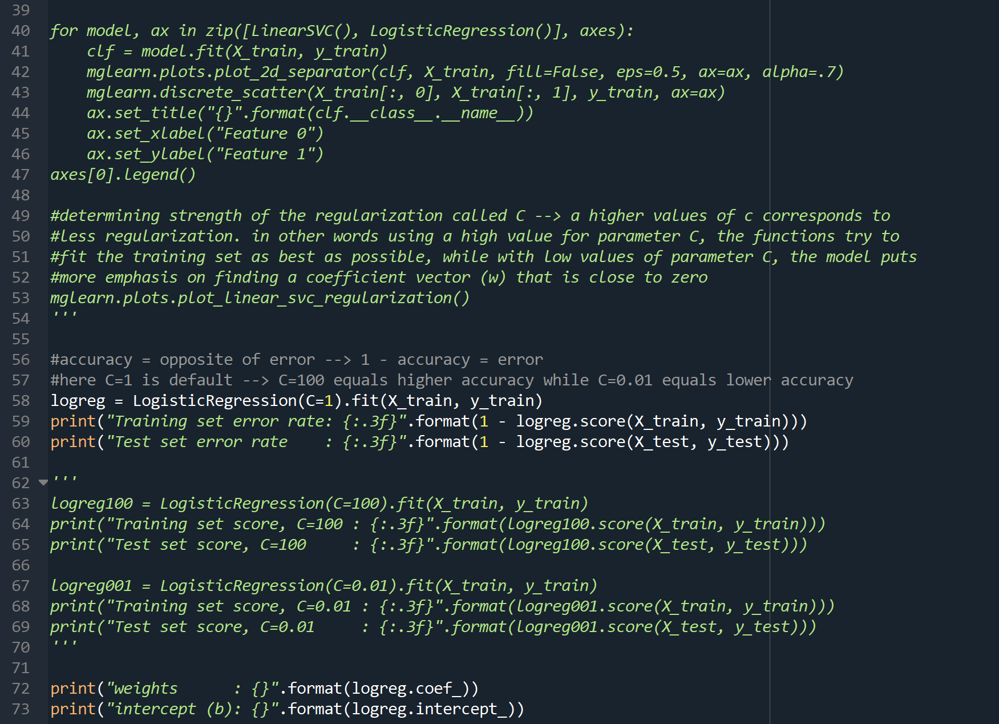 39
40 for model, ax in zip([LinearSVC(), LogisticRegression()], axes):
41     clf = model.fit(X_train, y_train)
42     mglearn.plots.plot_2d_separator(clf, X_train, fill=False, eps=0.5, ax=ax, alpha=.7)
43     mglearn.discrete_scatter(X_train[:, 0], X_train[:, 1], y_train, ax=ax)
44     ax.set_title("{}".format(clf.__class__.__name__))
45     ax.set_xlabel("Feature 0")
46     ax.set_ylabel("Feature 1")
47 axes[0].legend()
48
49 #determining strength of the regularization called C --> a higher values of c corresponds to
50 #less regularization. in other words using a high value for parameter C, the functions try to
51 #fit the training set as best as possible, while with low values of parameter C, the model puts
52 #more emphasis on finding a coefficient vector (w) that is close to zero
53 mglearn.plots.plot_linear_svc_regularization()
54 '''
55
56 #accuracy = opposite of error --> 1 - accuracy = error
57 #here C=1 is default --> C=100 equals higher accuracy while C=0.01 equals lower accuracy
58 logreg = LogisticRegression(C=1).fit(X_train, y_train)
59 print("Training set error rate: {:.3f}".format(1 - logreg.score(X_train, y_train)))
60 print("Test set error rate    : {:.3f}".format(1 - logreg.score(X_test, y_test)))
61
62 '''
63 logreg100 = LogisticRegression(C=100).fit(X_train, y_train)
64 print("Training set score, C=100 : {:.3f}".format(logreg100.score(X_train, y_train)))
65 print("Test set score, C=100     : {:.3f}".format(logreg100.score(X_test, y_test)))
66
67 logreg001 = LogisticRegression(C=0.01).fit(X_train, y_train)
68 print("Training set score, C=0.01 : {:.3f}".format(logreg001.score(X_train, y_train)))
69 print("Test set score, C=0.01     : {:.3f}".format(logreg001.score(X_test, y_test)))
70 '''
71
72 print("weights      : {}".format(logreg.coef_))
73 print("intercept (b): {}".format(logreg.intercept_))